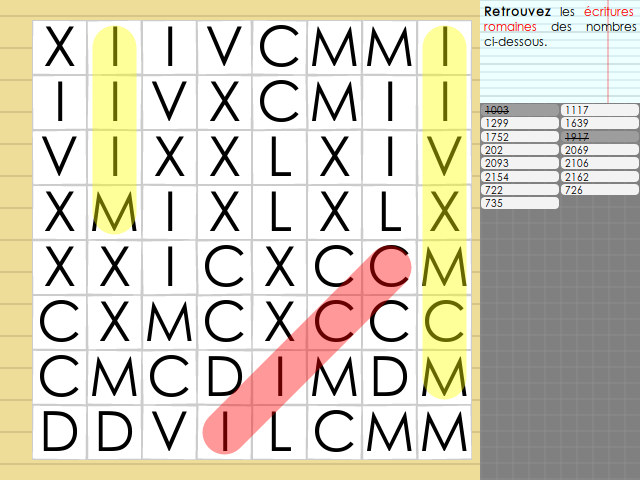 X I I V C M M I
I I V X C M I I
V I X X L X I V
X M I X L X L X
X X I C X C C M
C X M C X C C C
C M C D I M D M
D D V I L C M M
Retrouvez les écritures
romaines des nombres
ci-dessous.
1003 1117
1299 1639
1752 1917
202 2069
2093 2106
2154 2162
722 726
735